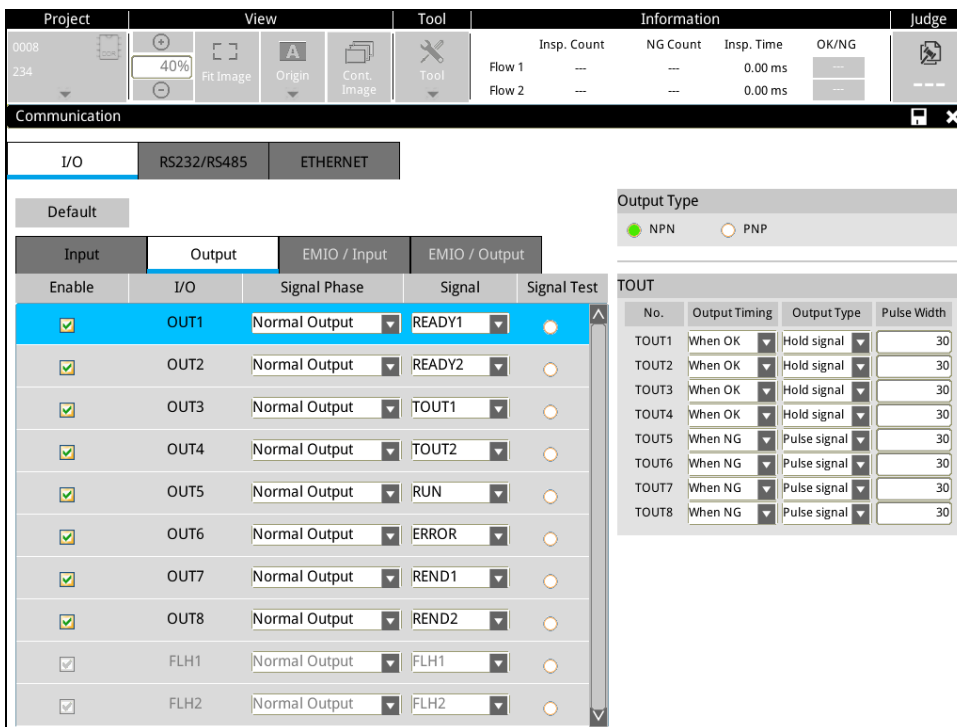 Project View Tool Information Judge
0008
234
40%
Fit Image
A
Origin
Cont.
Image
Tool
Insp. Count NG Count Insp. Time OK/NG
Flow 1 --- --- 0.00 ms ---
Flow 2 --- --- 0.00 ms ---
---
Communication
I/O RS232/RS485 ETHERNET
Default
Input Output EMIO / Input EMIO / Output
Enable I/O Signal Phase Signal Signal Test
OUT1 Normal Output READY1
OUT2 Normal Output READY2
OUT3 Normal Output TOUT1
OUT4 Normal Output TOUT2
OUT5 Normal Output RUN
OUT6 Normal Output ERROR
OUT7 Normal Output REND1
OUT8 Normal Output REND2
FLH1 Normal Output FLH1
FLH2 Normal Output FLH2
Output Type
NPN PNP
TOUT
No. Output Timing Output Type Pulse Width
TOUT1 When OK Hold signal 30
TOUT2 When OK Hold signal 30
TOUT3 When OK Hold signal 30
TOUT4 When OK Hold signal 30
TOUT5 When NG Pulse signal 30
TOUT6 When NG Pulse signal 30
TOUT7 When NG Pulse signal 30
TOUT8 When NG Pulse signal 30